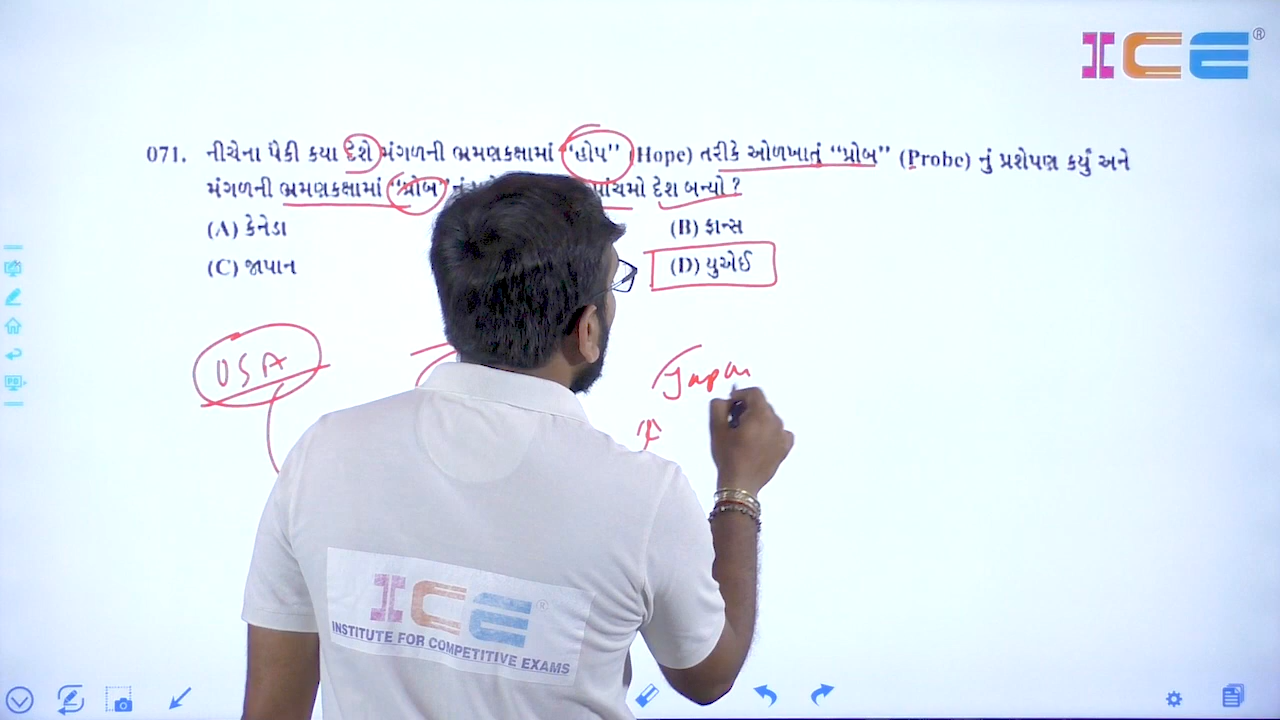 ICE®
071. નીચેના પૈકી કયા દેશે મંગળની ભ્રમણકક્ષામાં "હોપ" (Hope) તરીકે ઓળખાતું "પ્રોબ" (Probe) નું પ્રશેપણ કર્યું અને
મંગળની ભ્રમણકક્ષામાં "પ્રોબ" પાંચમો દેશ બન્યો ?
(A) કેનેડા (B) ફ્રાન્સ
(C) જાપાન (D) યુએઈ
USA
Japan
ICE®
INSTITUTE FOR COMPETITIVE EXAMS